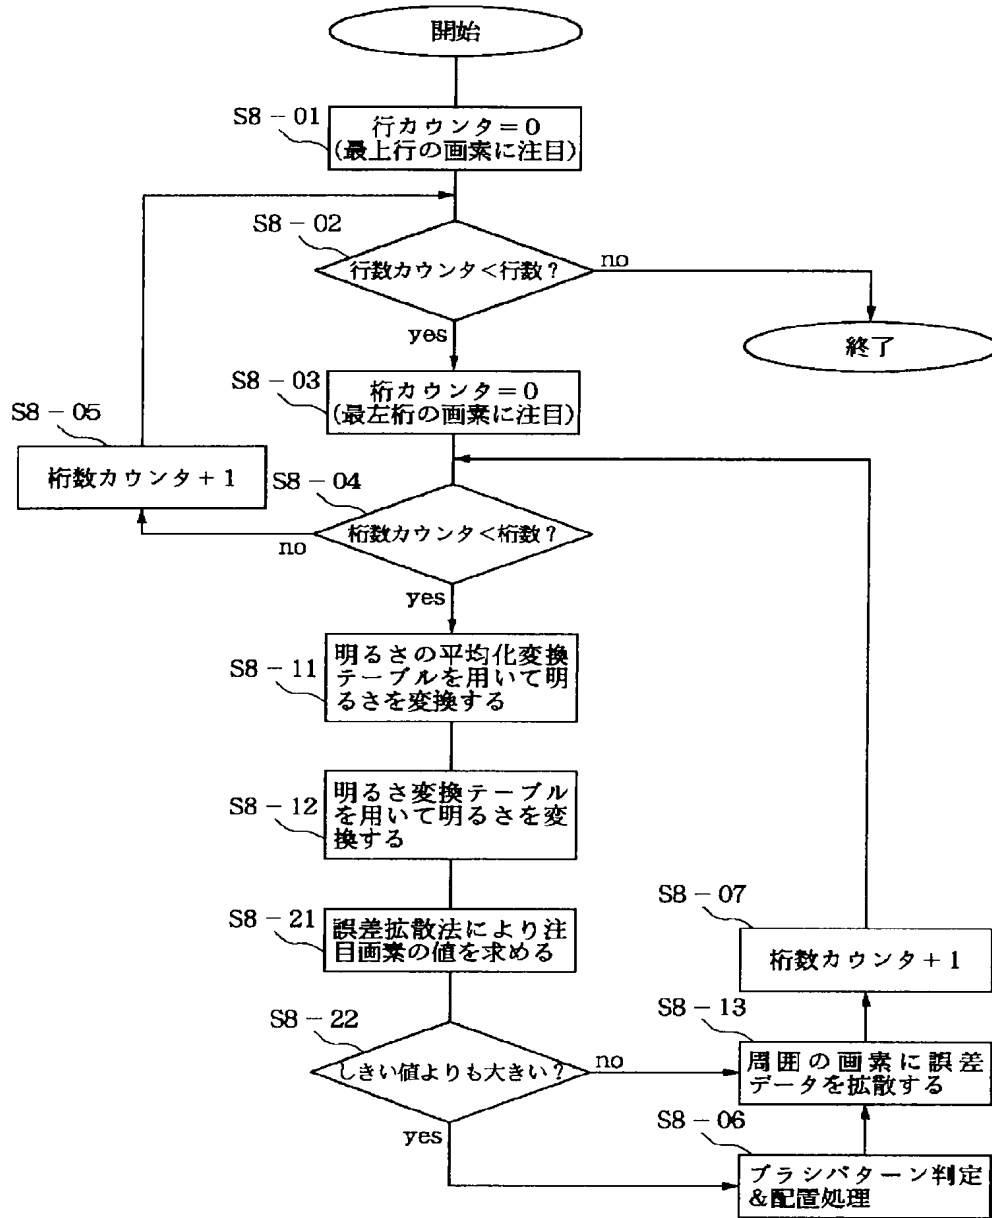 開始
S8-01
行カウンタ=0
(最上行の画素に注目)
S8-02
行数カウンタ<行数?
no
yes
終了
S8-03
桁カウンタ=0
(最左桁の画素に注目)
S8-05
桁数カウンタ+1
S8-04
桁数カウンタ<桁数?
no
yes
S8-11
明るさの平均化変換
テーブルを用いて明
るさを変換する
S8-12
明るさ変換テーブル
を用いて明るさを変
換する
S8-21
誤差拡散法により注
目画素の値を求める
S8-07
桁数カウンタ+1
S8-22
しきい値よりも大きい?
no
yes
S8-13
周囲の画素に誤差
データを拡散する
S8-06
ブラシパターン判定
&配置処理